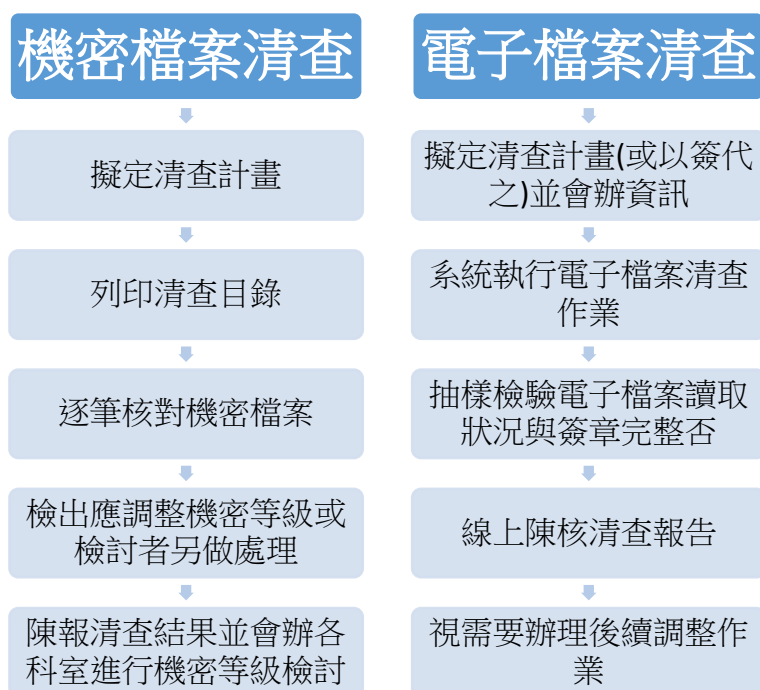 機密檔案清查
擬定清查計畫
列印清查目錄
逐筆核對機密檔案
檢出應調整機密等級或
檢討者另做處理
陳報清查結果並會辦各
科室進行機密等級檢討
電子檔案清查
擬定清查計畫(或以簽代
之)並會辦資訊
系統執行電子檔案清查
作業
抽樣檢驗電子檔案讀取
狀況與簽章完整否
線上陳核清查報告
視需要辦理後續調整作
業